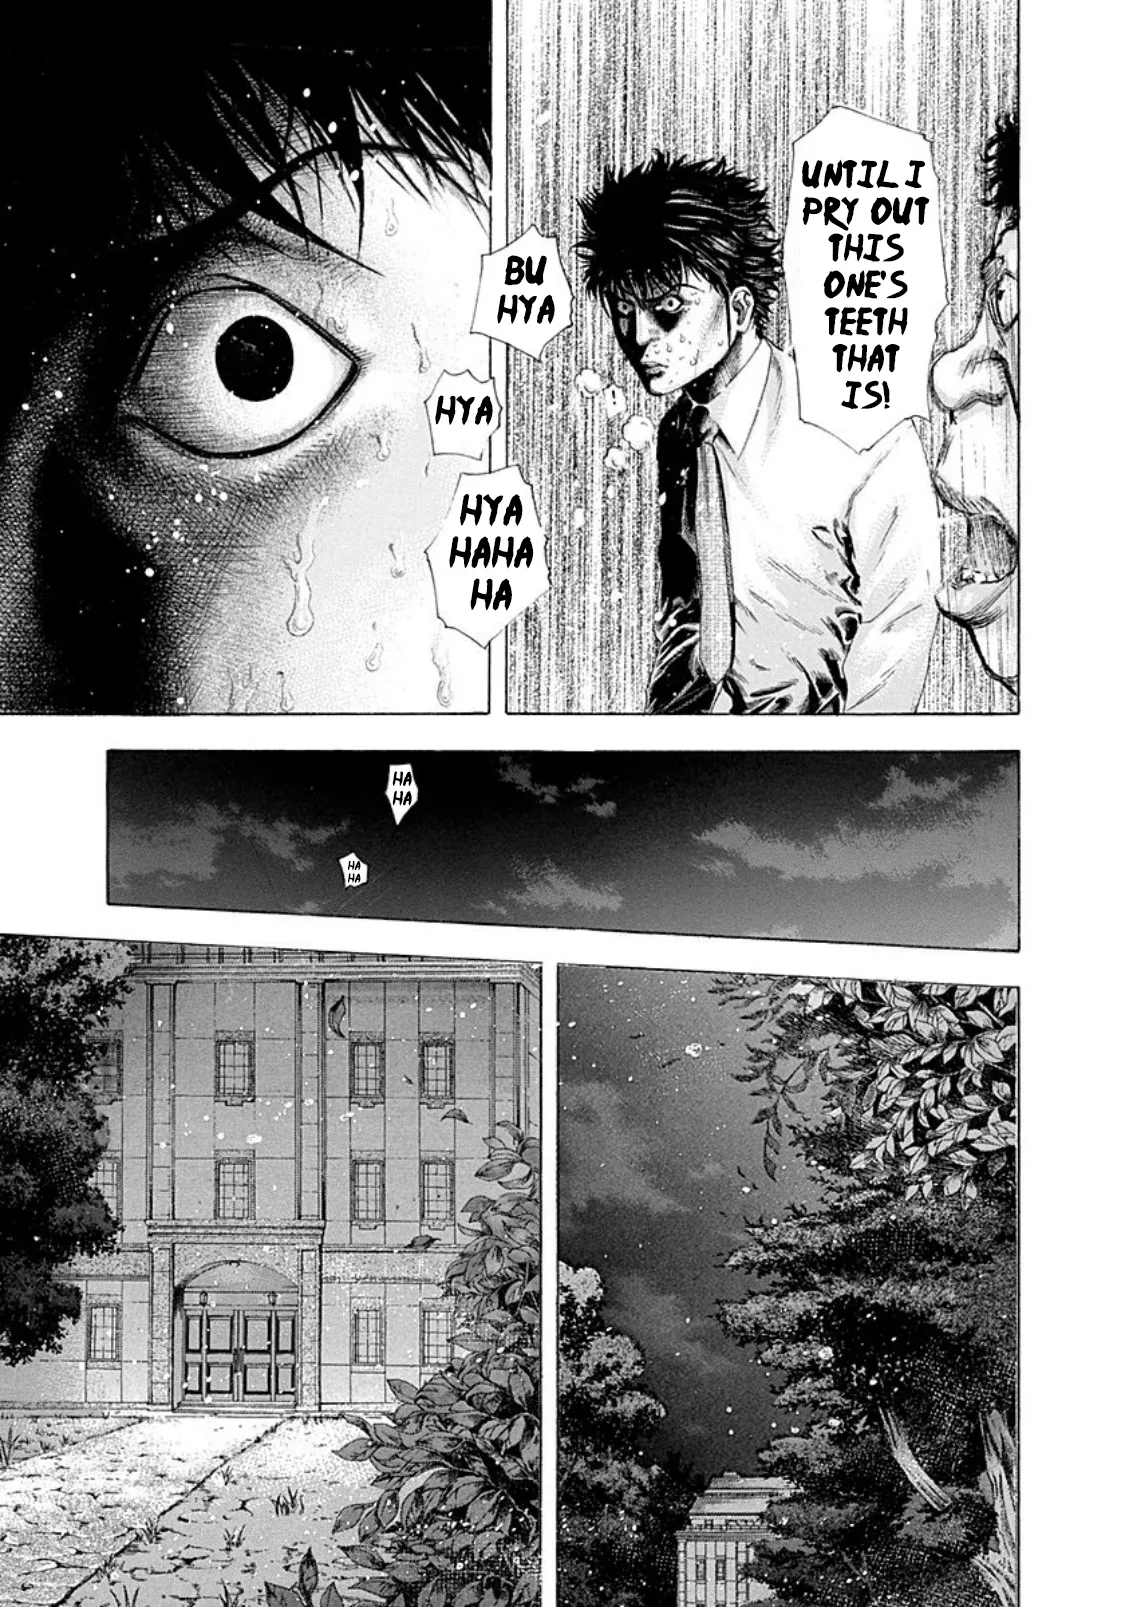 UNTIL I
PRY OUT
THIS
ONE'S
TEETH
THAT
IS!
!
BU
HYA
HYA
HYA
HAHA
HA
HA
HA
HA
HA